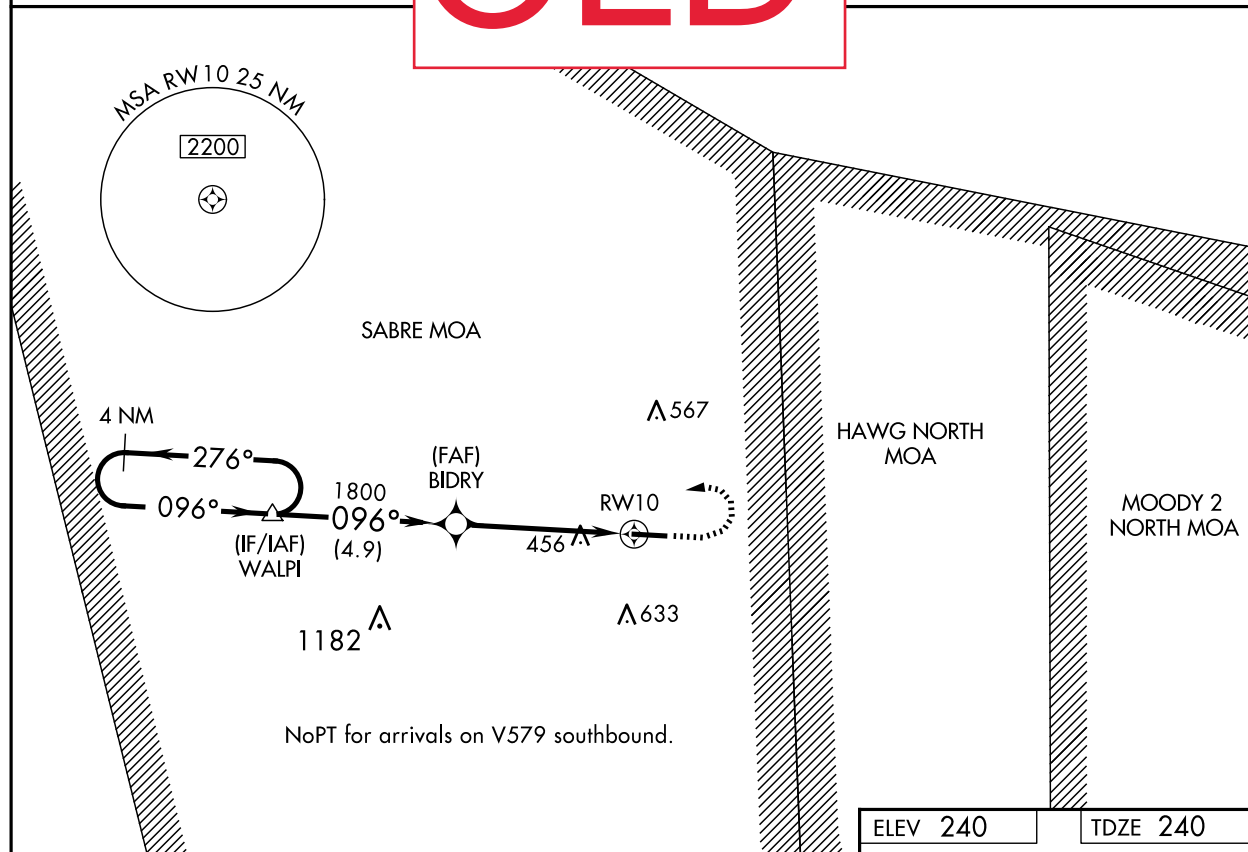 MSA RW10 25 NM
2200
SABRE MOA
4 NM
276°
096°
(IF/IAF)
WALPI
1800
096°
(4.9)
(FAF)
BIDRY
456
RW10
567
633
1182
HAWG NORTH
MOA
MOODY 2
NORTH MOA
NoPT for arrivals on V579 southbound.
ELEV 240
TDZE 240